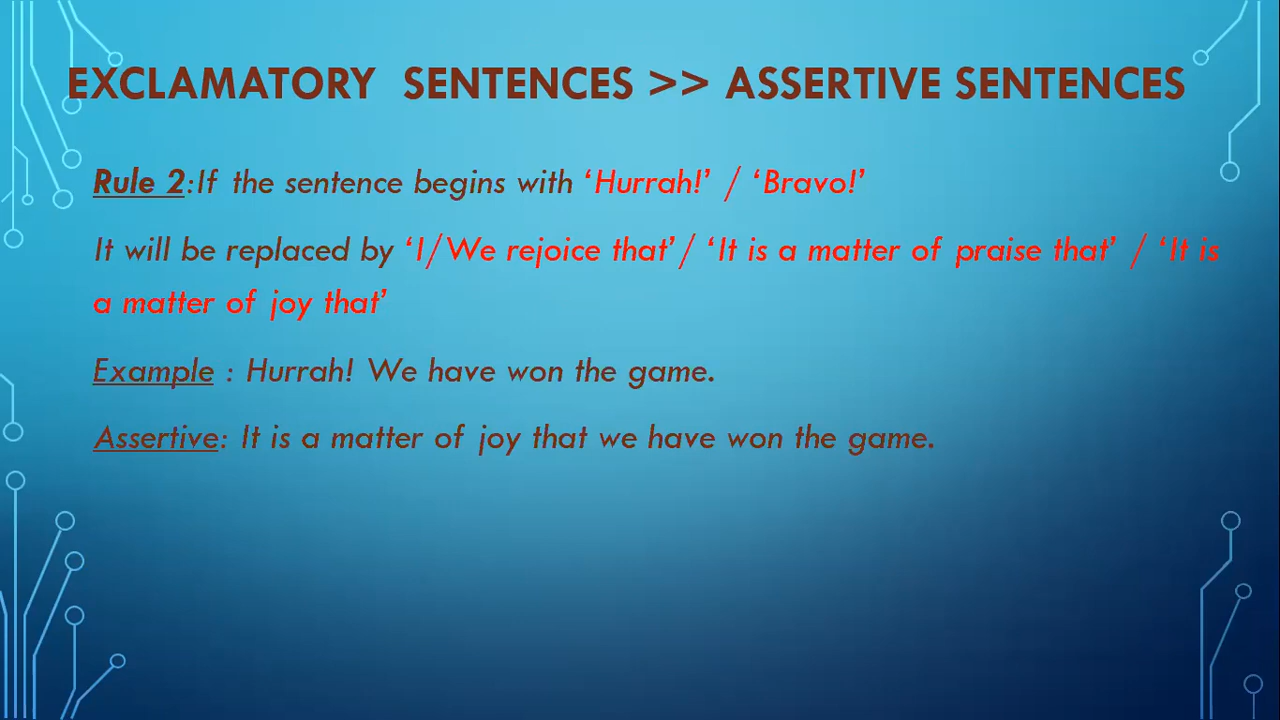 EXCLAMATORY SENTENCES >> ASSERTIVE SENTENCES
Rule 2:If the sentence begins with ‘Hurrah!’ / ‘Bravo!’
It will be replaced by ‘I/We rejoice that’/ ‘It is a matter of praise that’ / ‘It is
a matter of joy that’
Example : Hurrah! We have won the game.
Assertive: It is a matter of joy that we have won the game.